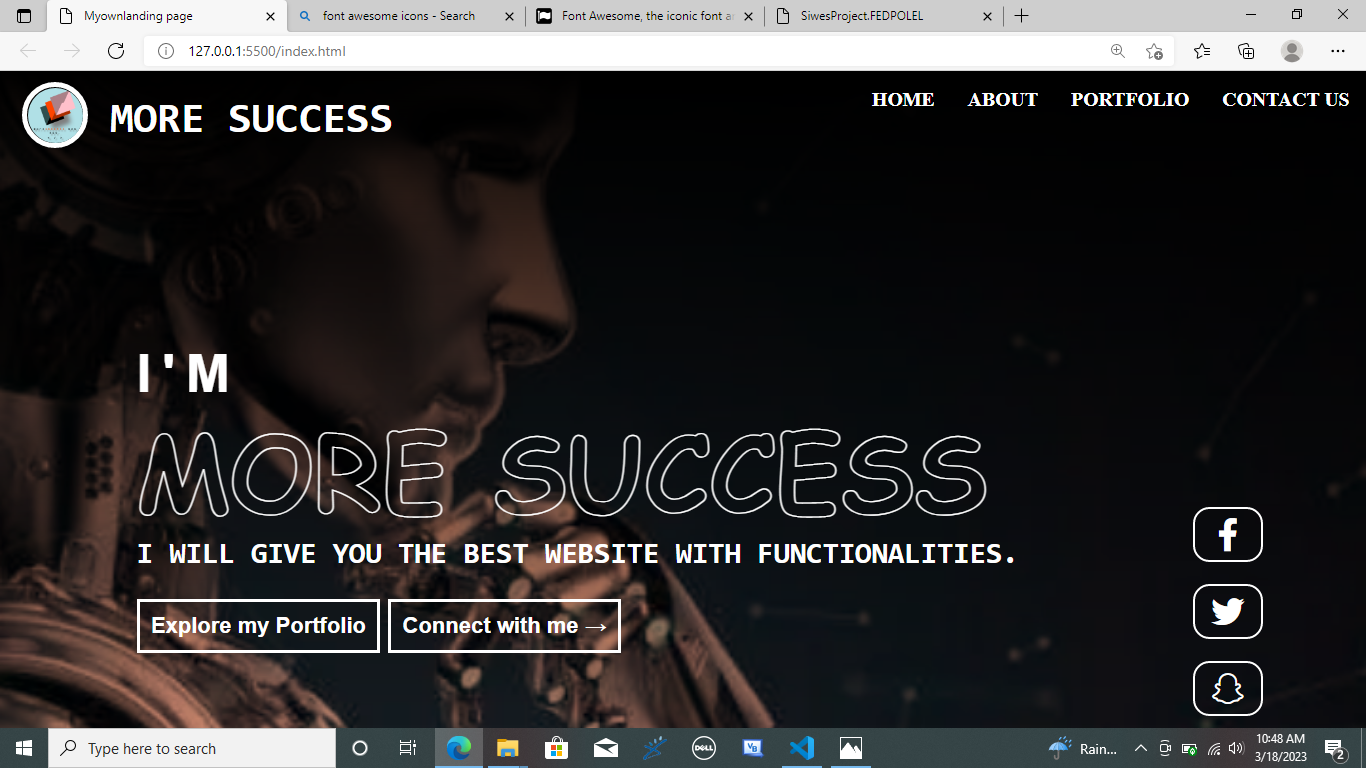 Myownlanding page
font awesome icons - Search
Font Awesome, the iconic font a
SiwesProject.FEDPOLEL
127.0.0.1:5500/index.html
MORE SUCCESS
HOME ABOUT PORTFOLIO CONTACT US
I'M
MORE SUCCESS
I WILL GIVE YOU THE BEST WEBSITE WITH FUNCTIONALITIES.
Explore my Portfolio Connect with me →
Type here to search
DELL
VB
Rain...
10:48 AM
3/18/2023
2